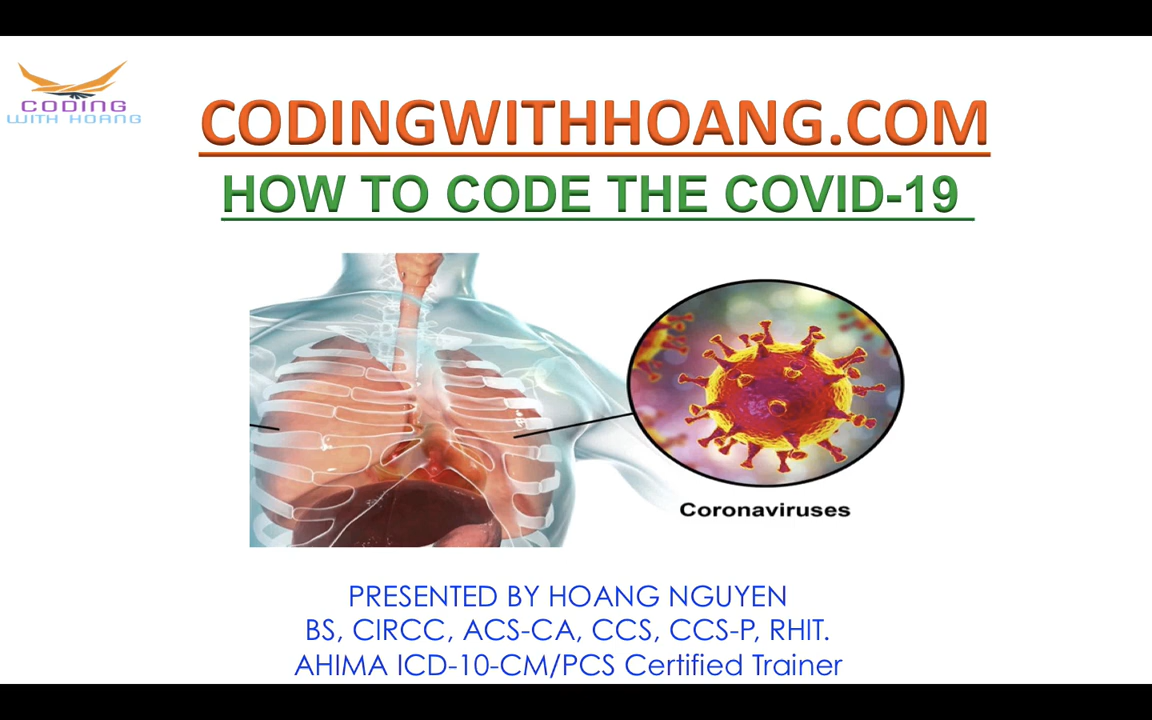 CODING
WITH HOANG
CODINGWITHHOANG.COM
HOW TO CODE THE COVID-19
Coronaviruses
PRESENTED BY HOANG NGUYEN
BS, CIRCC, ACS-CA, CCS, CCS-P, RHIT.
AHIMA ICD-10-CM/PCS Certified Trainer